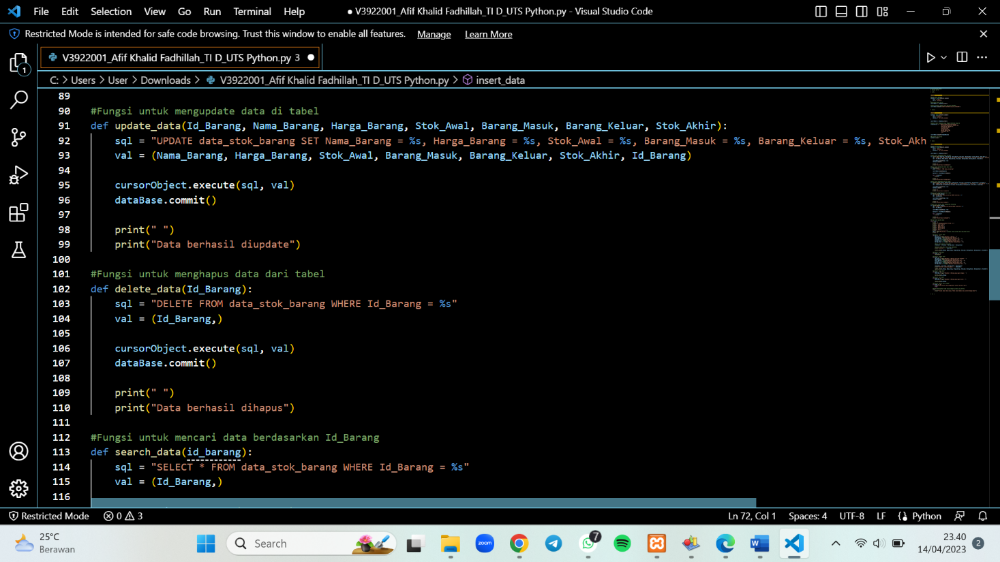 File Edit Selection View Go Run Terminal Help
● V3922001_Afif Khalid Fadhillah_TI D_UTS Python.py - Visual Studio Code
Restricted Mode is intended for safe code browsing. Trust this window to enable all features. Manage Learn More
V3922001_Afif Khalid Fadhillah_TI D_UTS Python.py 3
1
C: > Users > User > Downloads > V3922001_Afif Khalid Fadhillah_TI D_UTS Python.py > insert_data
89
90 #Fungsi untuk mengupdate data di tabel
91 def update_data(Id_Barang, Nama_Barang, Harga_Barang, Stok_Awal, Barang_Masuk, Barang_Keluar, Stok_Akhir):
92 sql = "UPDATE data_stok_barang SET Nama_Barang = %s, Harga_Barang = %s, Stok_Awal = %s, Barang_Masuk = %s, Barang_Keluar = %s, Stok_Akh
93 val = (Nama_Barang, Harga_Barang, Stok_Awal, Barang_Masuk, Barang_Keluar, Stok_Akhir, Id_Barang)
94
95 cursorObject.execute(sql, val)
96 dataBase.commit()
97
98 print(" ")
99 print("Data berhasil diupdate")
100
101 #Fungsi untuk menghapus data dari tabel
102 def delete_data(Id_Barang):
103 sql = "DELETE FROM data_stok_barang WHERE Id_Barang = %s"
104 val = (Id_Barang,)
105
106 cursorObject.execute(sql, val)
107 dataBase.commit()
108
109 print(" ")
110 print("Data berhasil dihapus")
111
112 #Fungsi untuk mencari data berdasarkan Id_Barang
113 def search_data(id_barang):
114 sql = "SELECT * FROM data_stok_barang WHERE Id_Barang = %s"
115 val = (Id_Barang,)
116
Restricted Mode 0 3 Ln 72, Col 1 Spaces: 4 UTF-8 LF Python
25°C
Berawan
Search
zoom
7
23.40
14/04/2023
2